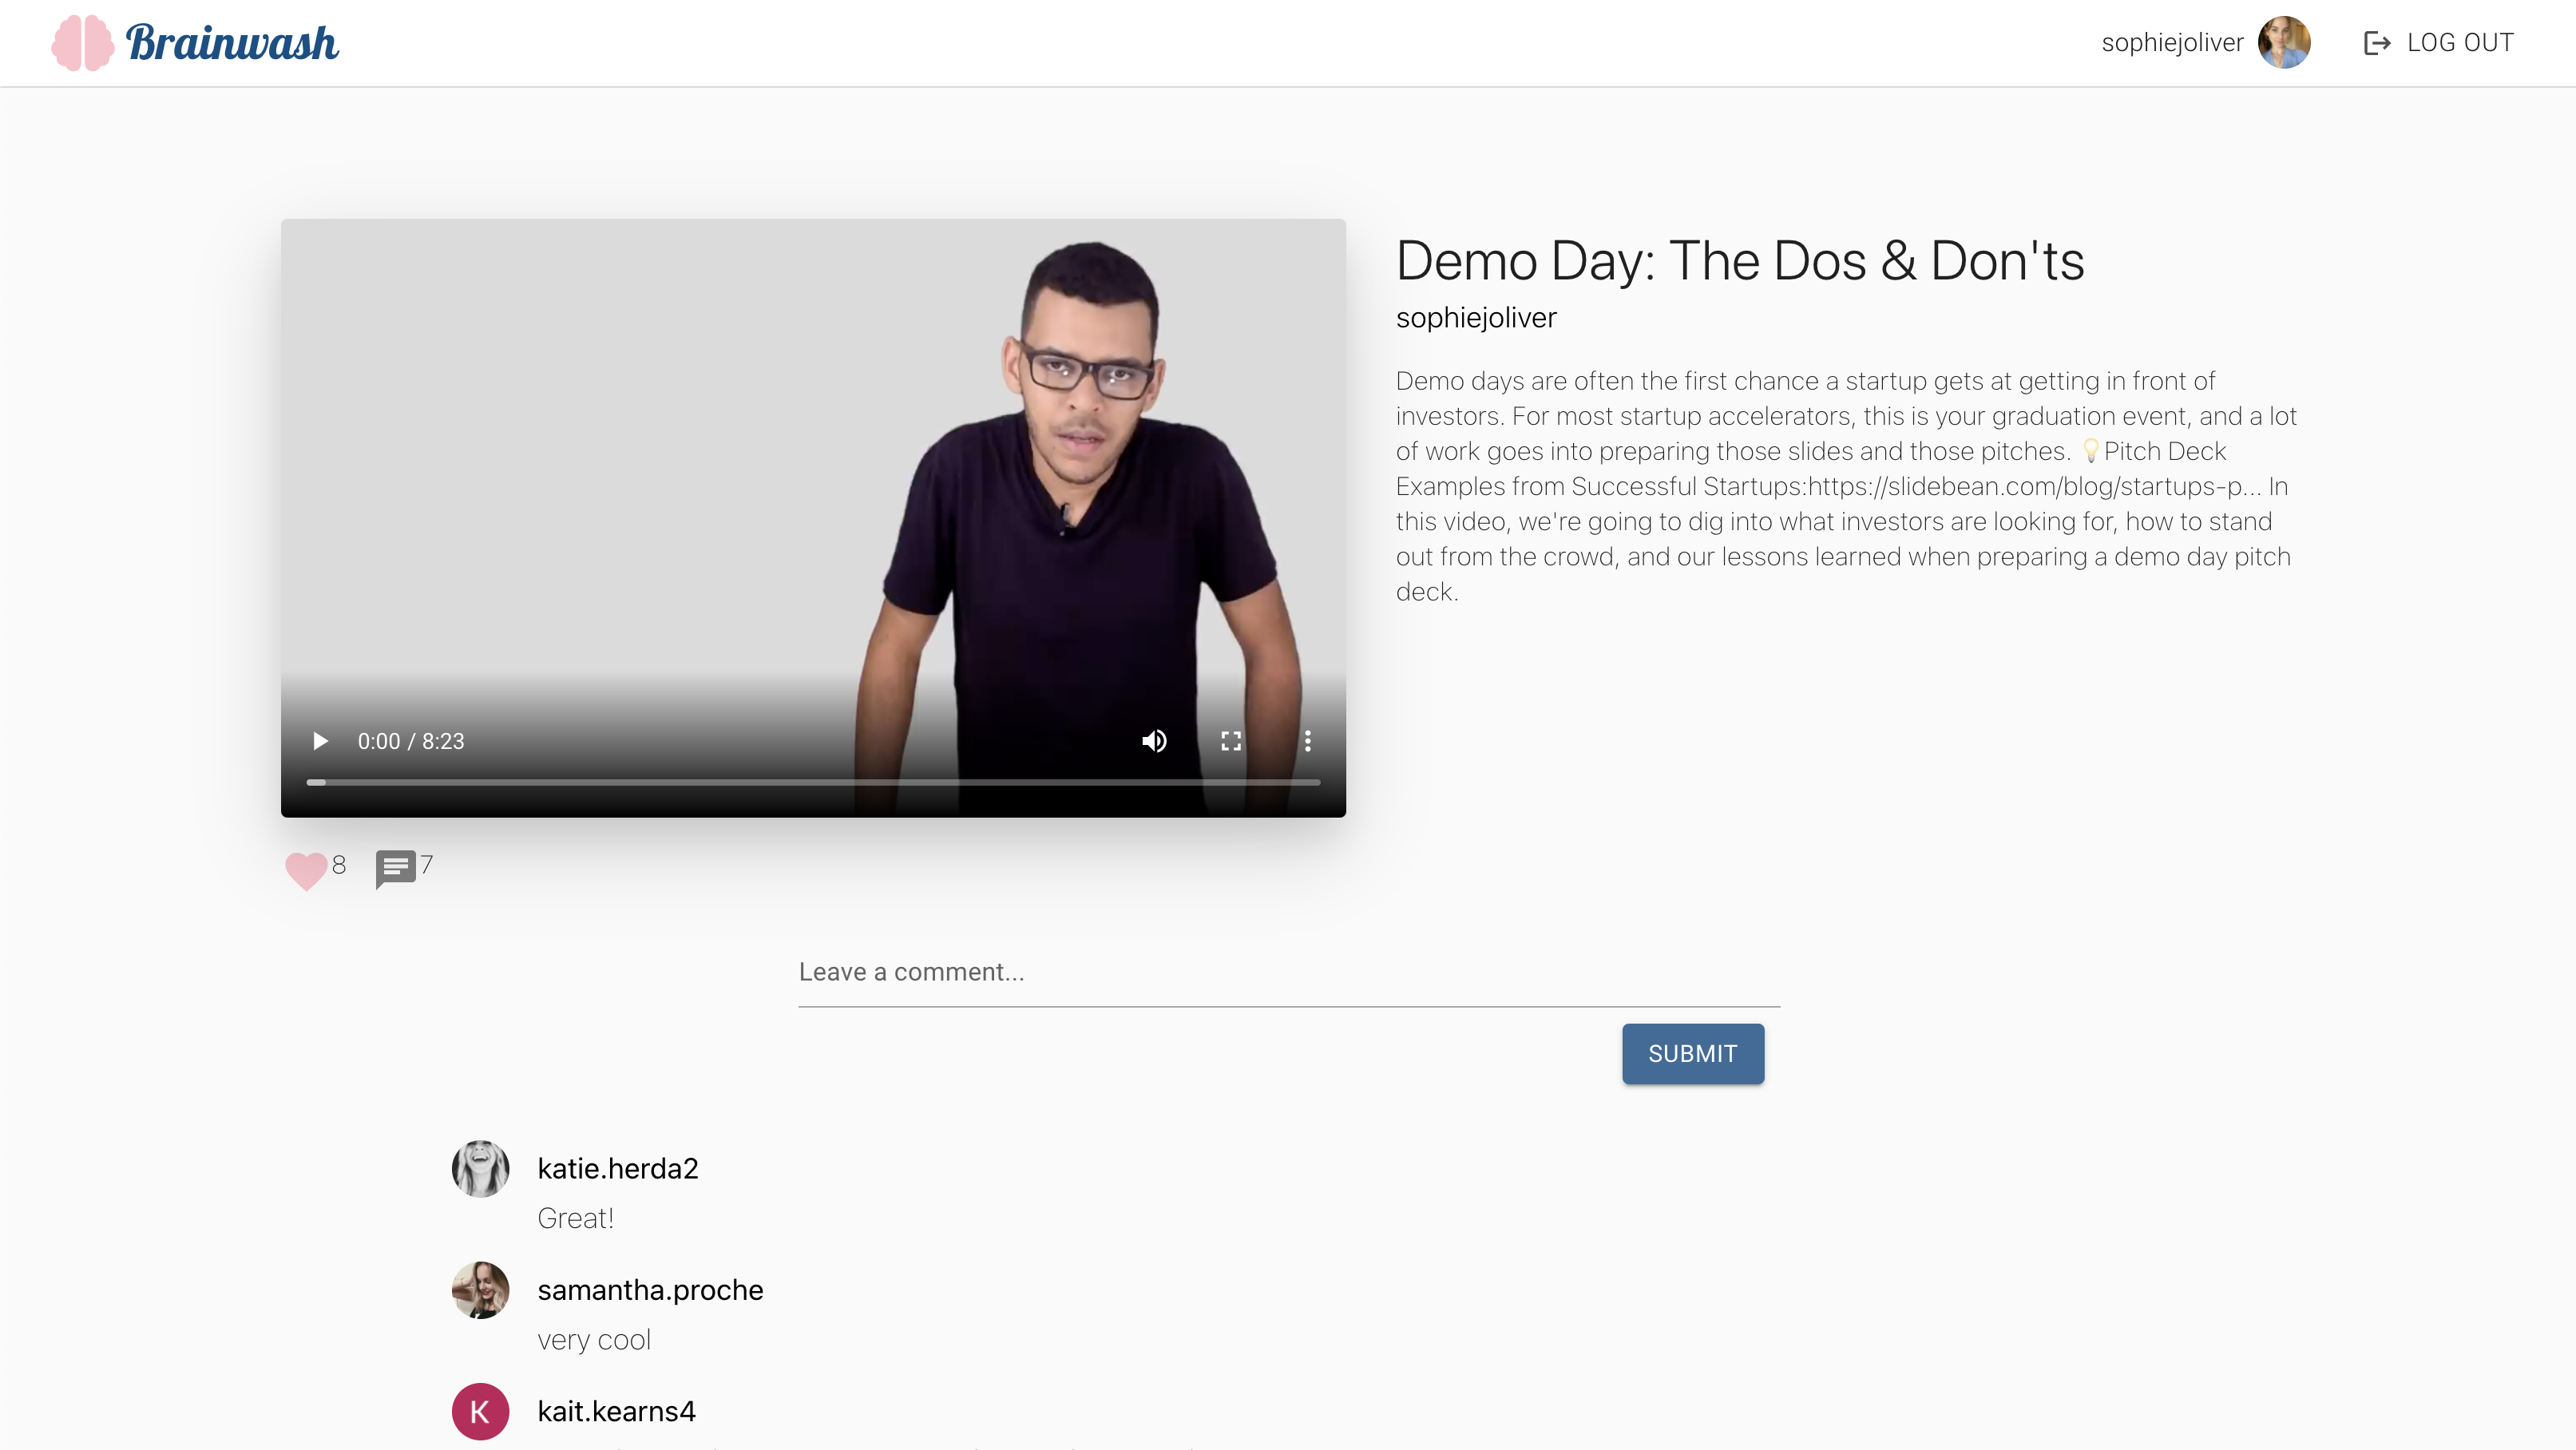 Brainwash
sophiejoliver
LOG OUT
Demo Day: The Dos & Don'ts
sophiejoliver
Demo days are often the first chance a startup gets at getting in front of
investors. For most startup accelerators, this is your graduation event, and a lot
of work goes into preparing those slides and those pitches. 💡Pitch Deck
Examples from Successful Startups:https://slidebean.com/blog/startups-p... In
this video, we're going to dig into what investors are looking for, how to stand
out from the crowd, and our lessons learned when preparing a demo day pitch
deck.
0:00 / 8:23
8
7
Leave a comment...
SUBMIT
katie.herda2
Great!
samantha.proche
very cool
K
kait.kearns4